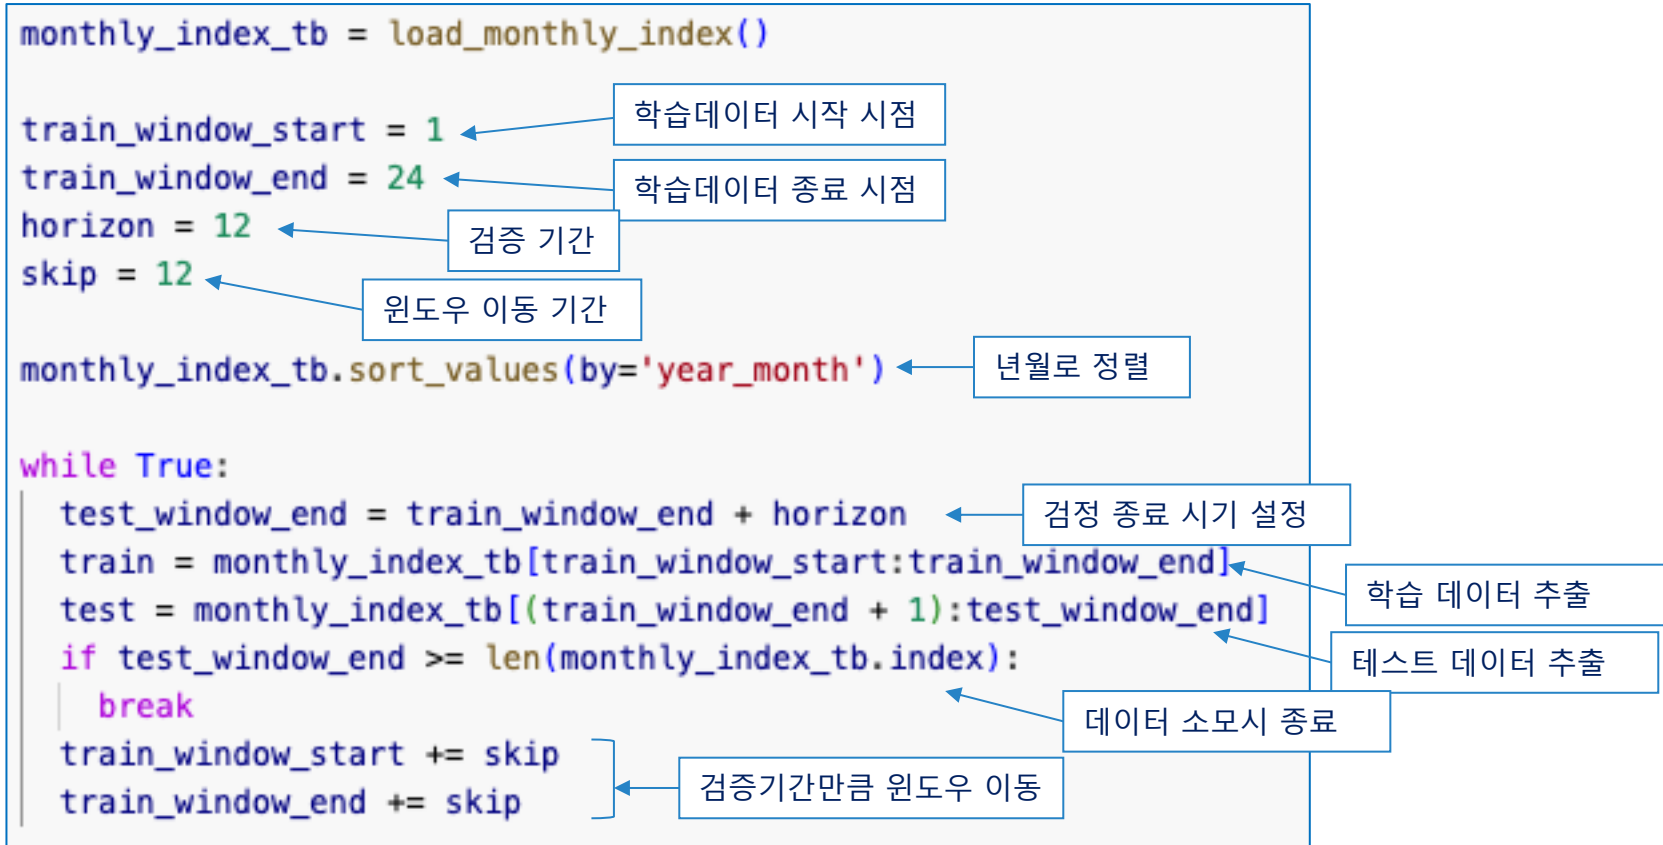 monthly_index_tb = load_monthly_index()
학습데이터 시작 시점
train_window_start = 1
train_window_end = 24
학습데이터 종료 시점
horizon = 12
검증 기간
skip = 12
윈도우 이동 기간
monthly_index_tb.sort_values(by='year_month')
년월로 정렬
while True:
test_window_end = train_window_end + horizon
검정 종료 시기 설정
train = monthly_index_tb[train_window_start:train_window_end]
학습 데이터 추출
test = monthly_index_tb[(train_window_end + 1):test_window_end]
테스트 데이터 추출
if test_window_end >= len(monthly_index_tb.index):
break
데이터 소모시 종료
train_window_start += skip
검증기간만큼 윈도우 이동
train_window_end += skip